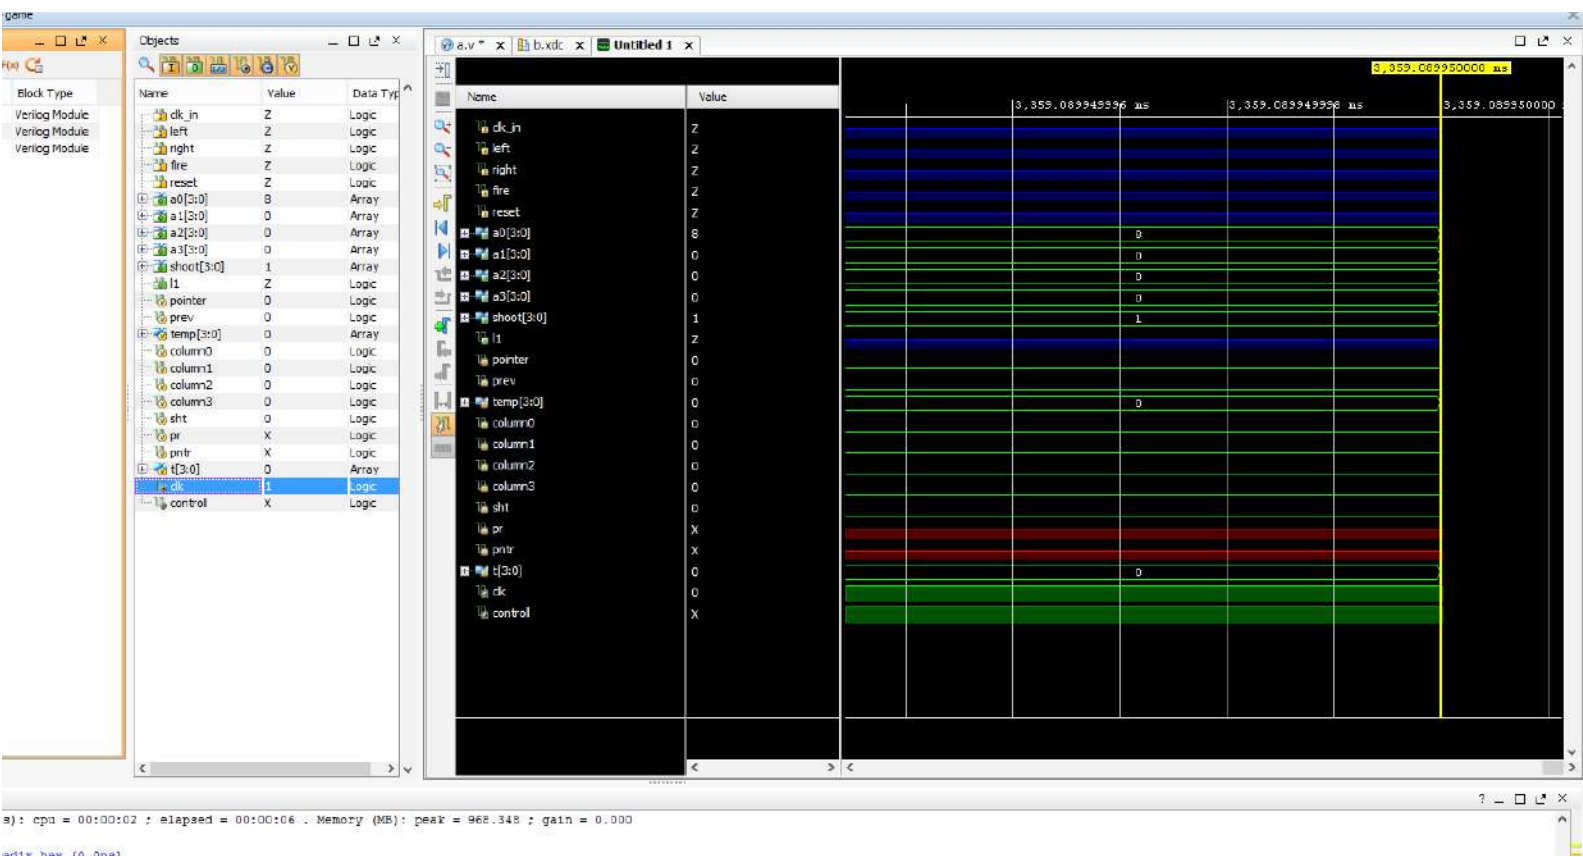 game
Objects
a.v * x b.xdc x Untitled 1 x
3,359.089950000 ns
Block Type
Verilog Module
Verilog Module
Verilog Module
Name Value Data Typ
clk_in Z Logic
left Z Logic
right Z Logic
fire Z Logic
reset Z Logic
a0[3:0] 8 Array
a1[3:0] 0 Array
a2[3:0] 0 Array
a3[3:0] 0 Array
shoot[3:0] 1 Array
l1 Z Logic
pointer 0 Logic
prev 0 Logic
temp[3:0] 0 Array
column0 0 Logic
column1 0 Logic
column2 0 Logic
column3 0 Logic
sht 0 Logic
pr X Logic
pntr X Logic
t[3:0] 0 Array
clk 1 Logic
control X Logic
Name Value
3,359.089949996 ns 3,359.089949998 ns 3,359.089950000
clk_in Z
left Z
right Z
fire Z
reset Z
a0[3:0] 8 8
a1[3:0] 0 0
a2[3:0] 0 0
a3[3:0] 0 0
shoot[3:0] 1 1
l1 Z
pointer 0
prev 0
temp[3:0] 0 0
column0 0
column1 0
column2 0
column3 0
sht 0
pr X
pntr X
t[3:0] 0 0
clk 0
control X
s): cpu = 00:00:02 ; elapsed = 00:00:06 . Memory (MB): peak = 968.348 ; gain = 0.000